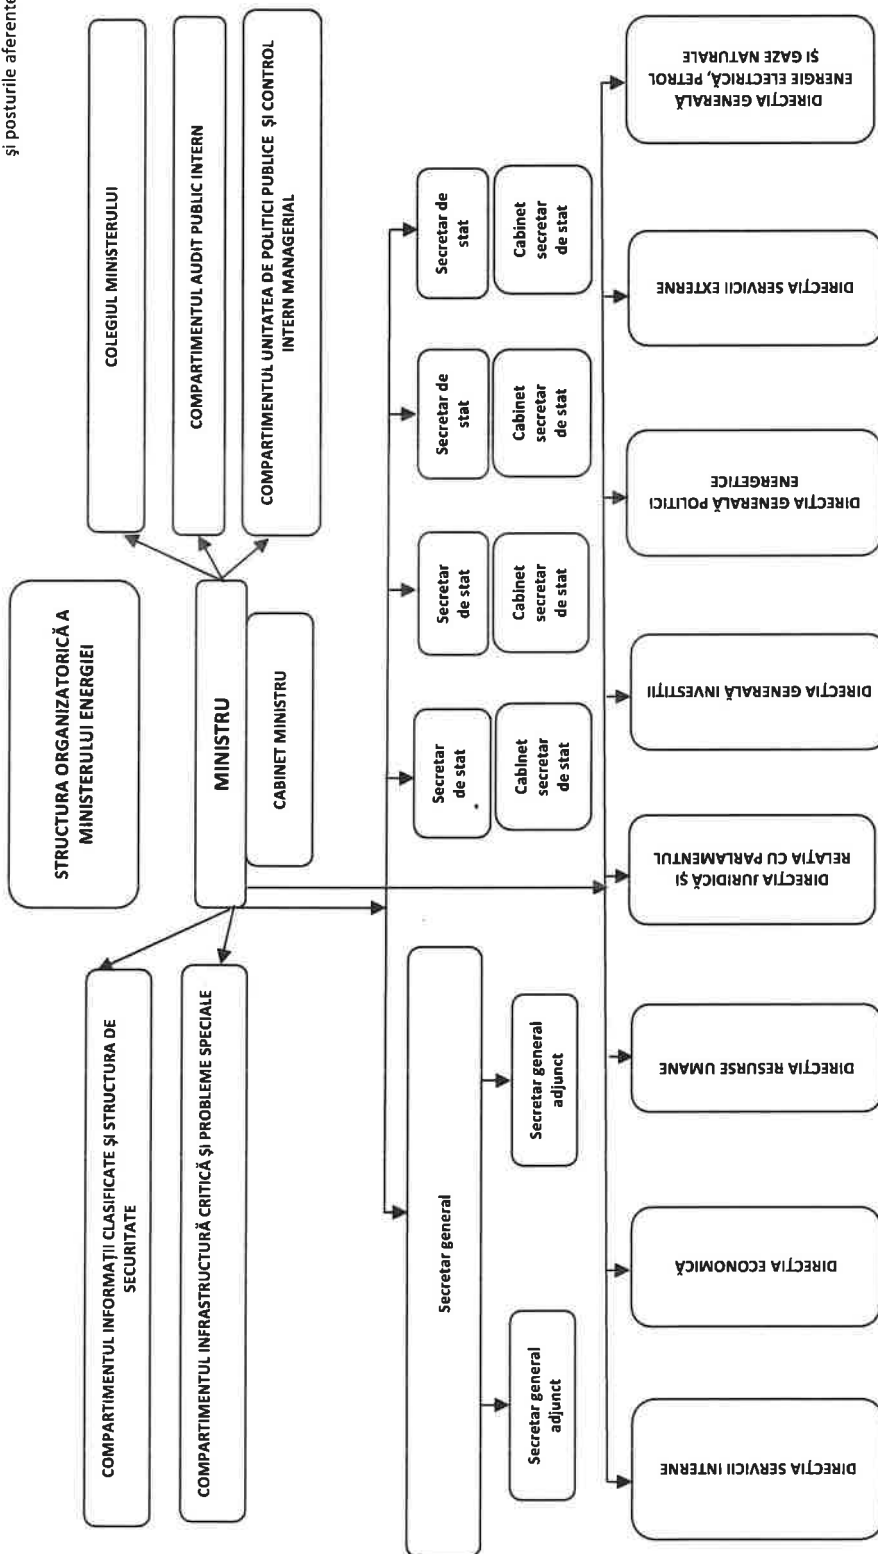 și posturile aferente
STRUCTURA ORGANIZATORICĂ A
MINISTERULUI ENERGIEI
COMPARTIMENTUL INFORMAȚII CLASIFICATE ȘI STRUCTURA DE
SECURITATE
COMPARTIMENTUL INFRASTRUCTURĂ CRITICĂ ȘI PROBLEME SPECIALE
MINISTRU
CABINET MINISTRU
COLEGIUL MINISTERULUI
COMPARTIMENTUL AUDIT PUBLIC INTERN
COMPARTIMENTUL UNITATEA DE POLITICI PUBLICE ȘI CONTROL
INTERN MANAGERIAL
Secretar general
Secretar general
adjunct
Secretar general
adjunct
Secretar
de stat
Cabinet
secretar
de stat
Secretar
de stat
Cabinet
secretar
de stat
Secretar de
stat
Cabinet
secretar
de stat
Secretar de
stat
Cabinet
secretar
de stat
DIRECȚIA SERVICII INTERNE
DIRECȚIA ECONOMICĂ
DIRECȚIA RESURSE UMANE
DIRECȚIA JURIDICĂ ȘI
RELAȚIA CU PARLAMENTUL
DIRECȚIA GENERALĂ INVESTIȚII
DIRECȚIA GENERALĂ POLITICI
ENERGETICE
DIRECȚIA SERVICII EXTERNE
DIRECȚIA GENERALĂ
ENERGIE ELECTRICĂ, PETROL
ȘI GAZE NATURALE